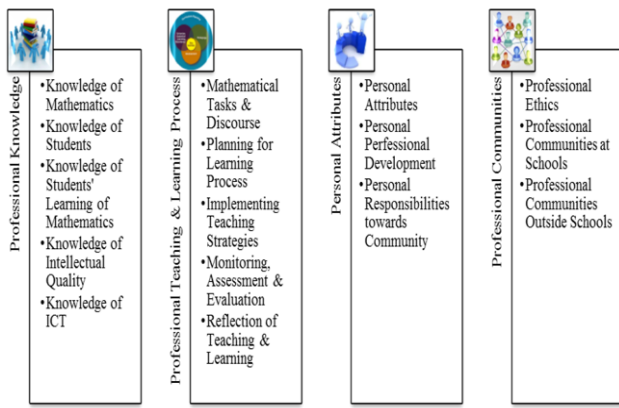 Professional Knowledge
•Knowledge of
Mathematics
•Knowledge of
Students
•Knowledge of
Students'
Learning of
Mathematics
•Knowledge of
Intellectual
Quality
•Knowledge of
ICT
Professional Teaching & Learning Process
•Mathematical
Tasks &
Discourse
•Planning for
Learning
Process
•Implementing
Teaching
Strategies
•Monitoring,
Assessment &
Evaluation
•Reflection of
Teaching &
Learning
Personal Attributes
•Personal
Attributes
•Personal
Perfessional
Development
•Personal
Responsibilities
towards
Community
Professional Communities
•Professional
Ethics
•Professional
Communities at
Schools
•Professional
Communities
Outside Schools